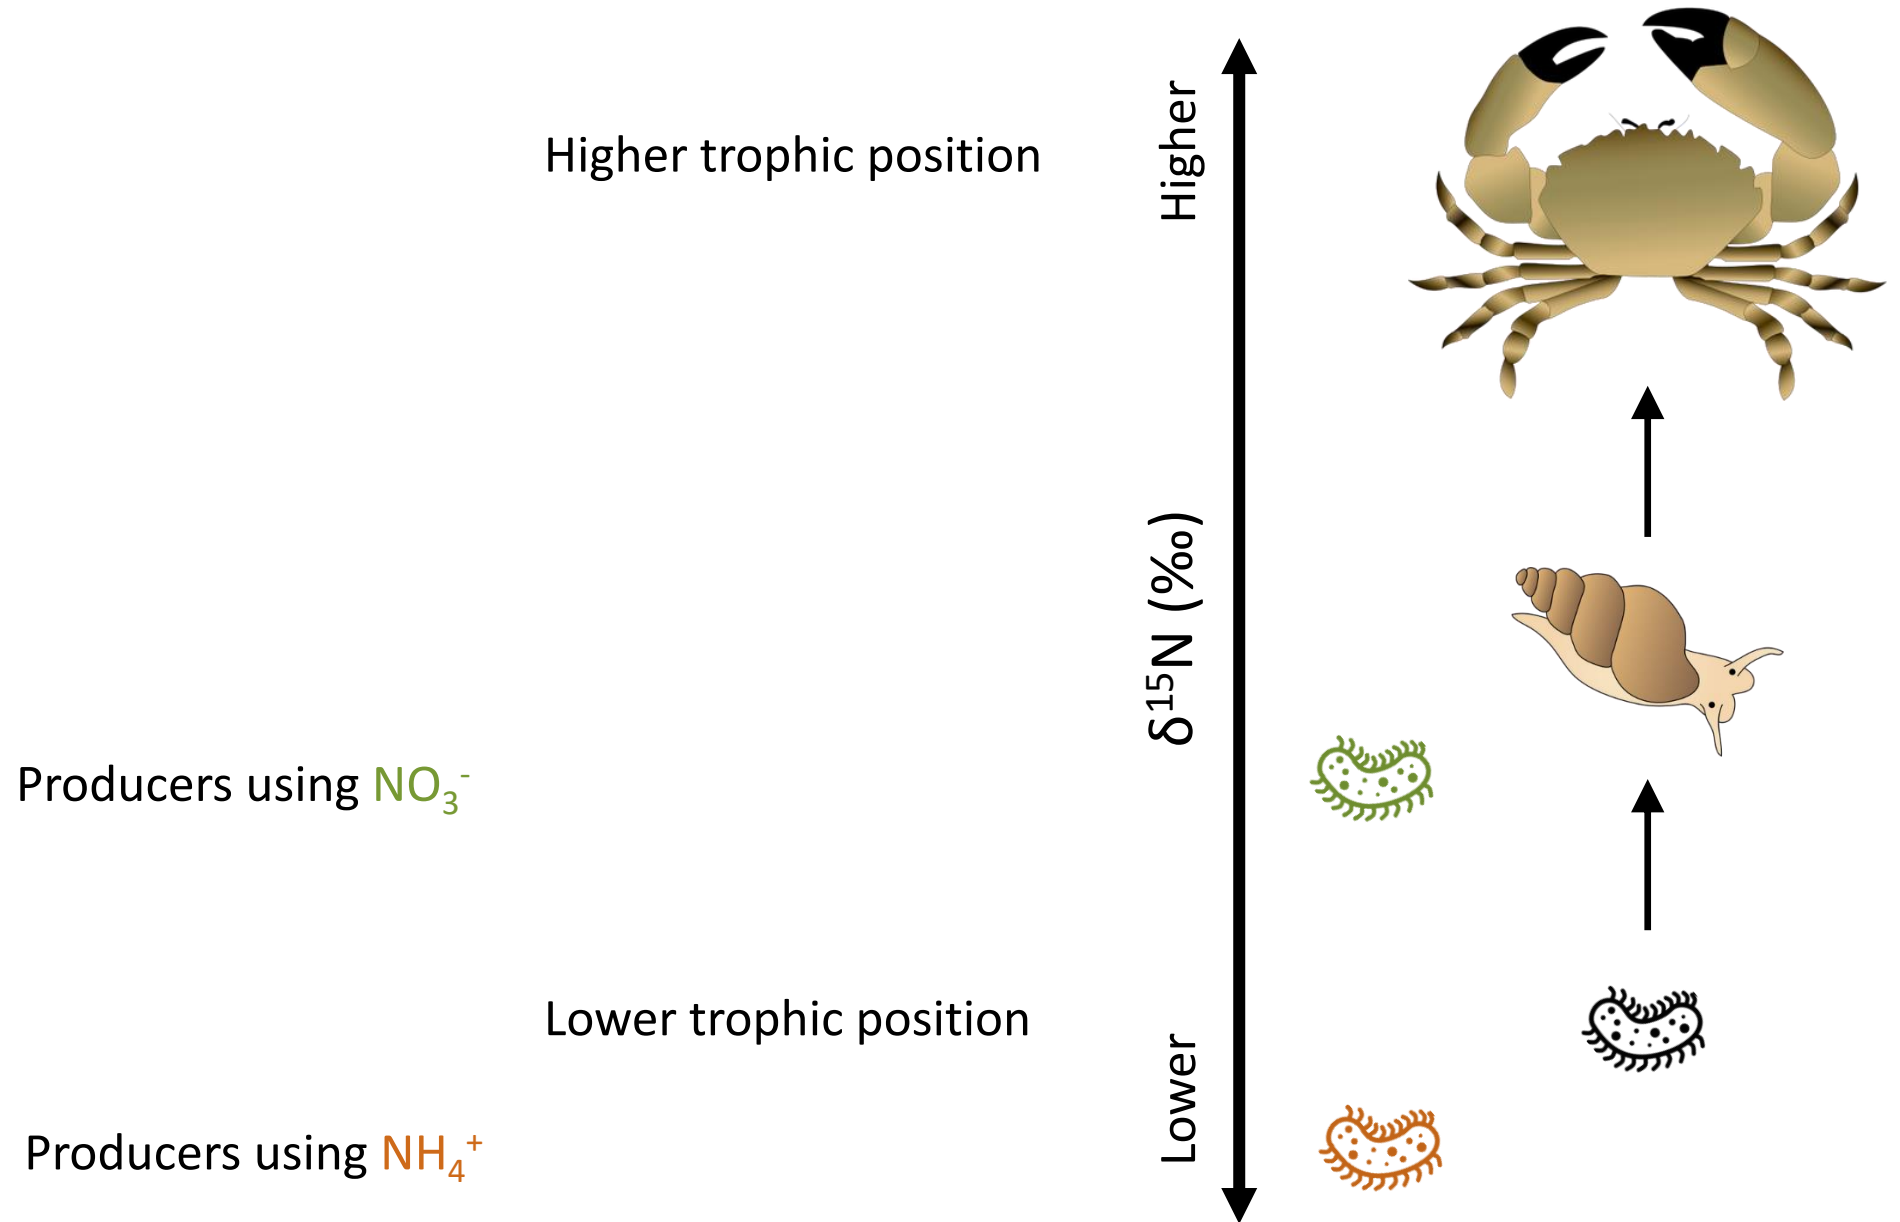 Higher trophic position
Higher
δ¹⁵N (‰)
Producers using NO₃⁻
Lower trophic position
Lower
Producers using NH₄⁺